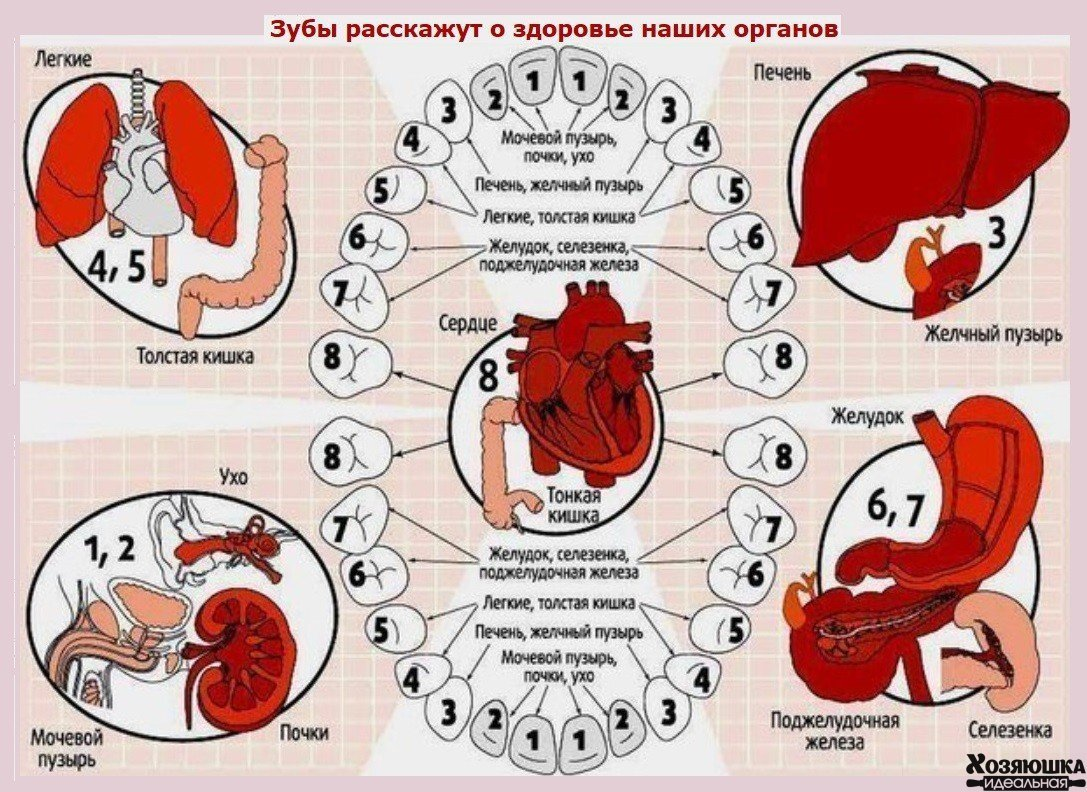 Зубы расскажут о здоровье наших органов
Легкие
4, 5
Толстая кишка
Печень
3
Желчный пузырь
1 1
2 2
3 3
4 4
5 5
6 6
7 7
8 8
Мочевой пузырь,
почки, ухо
Печень, желчный пузырь
Легкие, толстая кишка
Желудок, селезенка,
поджелудочная железа
Сердце
8
Тонкая
кишка
8 8
7 7
6 6
5 5
4 4
3 3
2 2
1 1
Желудок, селезенка,
поджелудочная железа
Легкие, толстая кишка
Печень, желчный пузырь
Мочевой пузырь,
почки, ухо
Ухо
1, 2
Мочевой
пузырь
Почки
Желудок
6, 7
Поджелудочная
железа
Селезенка
Хозяюшка
идеальная